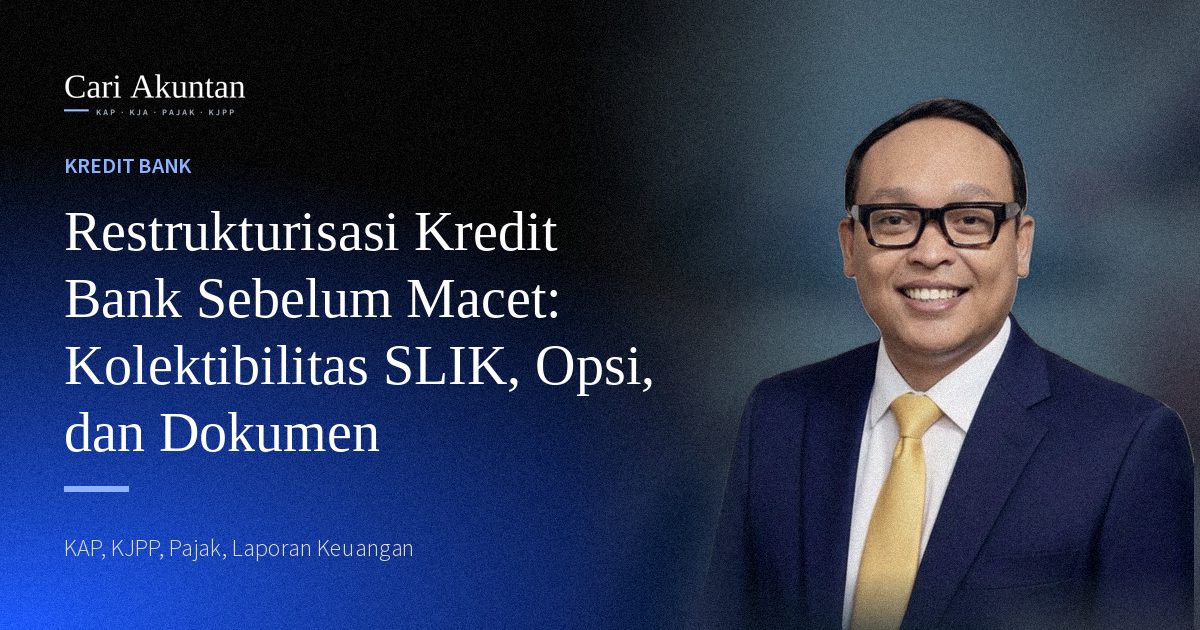 Cari Akuntan
KAP · KJA · PAJAK · KJPP
KREDIT BANK
Restrukturisasi Kredit
Bank Sebelum Macet:
Kolektibilitas SLIK, Opsi,
dan Dokumen
KAP, KJPP, Pajak, Laporan Keuangan